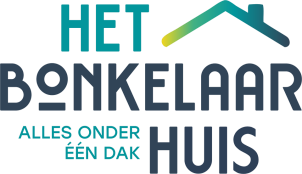 HET
BONKELAAR
ALLES ONDER
ÉÉN DAK
HUIS